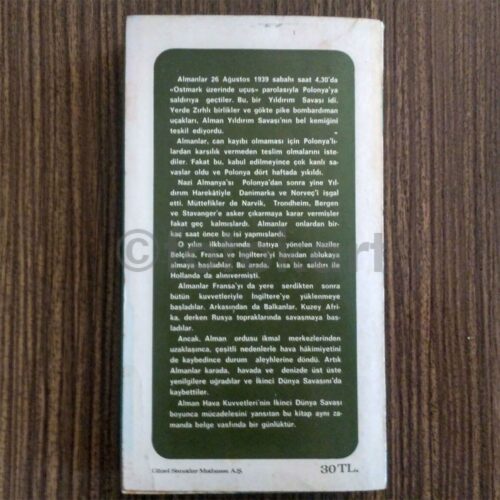 Almanlar 26 Ağustos 1939 sabahı saat 4,30'da
«Ostmark üzerinde uçuş» parolasıyla Polonya'ya
saldırıya geçtiler. Bu, bir Yıldırım Savaşı idi.
Yerde Zırhlı birlikler ve gökte pike bombardıman
uçakları, Alman Yıldırım Savaşı'nın bel kemiğini
teşkil ediyordu.
Almanlar, can kaybı olmaması için Polonya'lı-
lardan karşılık vermeden teslim olmalarını iste-
diler. Fakat bu, kabul edilmeyince çok kanlı sa-
vaşlar oldu ve Polonya dört haftada yıkıldı.
Nazi Almanya'sı Polonya'dan sonra yine Yıl-
dırım Harekâtiyle Danimarka ve Norveç'i işgal
etti. Müttefikler de Narvik, Trondheim, Bergen
ve Stavanger'e asker çıkarmaya karar vermişler
fakat geç kalmışlardı. Almanlar onlardan bir-
kaç saat önce bu işi yapmışlardı.
O yılın ilkbaharında Batıya yönelen Naziler
Belçika, Fransa ve İngiltere'yi havadan ablukaya
almaya başladılar. Bu arada, kısa bir saldırı ile
Hollanda da alınıvermişti.
Almanlar Fransa'yı da yere serdikten sonra
bütün kuvvetleriyle İngiltere'ye yüklenmeye
başladılar. Arkasından da Balkanlar, Kuzey Afri-
ka, derken Rusya topraklarında savaşmaya baş-
ladılar.
Ancak, Alman ordusu ikmal merkezlerinden
uzaklaşınca, çeşitli nedenlerle hava hâkimiyetini
de kaybedince durum aleyhlerine döndü. Artık
Almanlar karada, havada ve denizde üst üste
yenilgilere uğradılar ve İkinci Dünya Savaşını'da
kaybettiler.
Alman Hava Kuvvetleri'nin İkinci Dünya Savaşı
boyunca mücadelesini yansıtan bu kitap aynı za-
manda belge vasfında bir günlüktür.
Güzel Sanatlar Matbaası A.Ş.
30 TL.